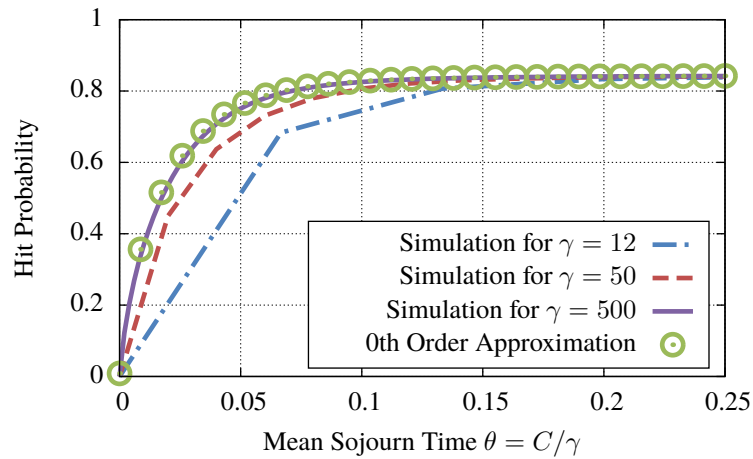 1
0.8
0.6
0.4
0.2
0
Hit Probability
Simulation for γ = 12
Simulation for γ = 50
Simulation for γ = 500
0th Order Approximation
0 0.05 0.1 0.15 0.2 0.25
Mean Sojourn Time θ = C/γ